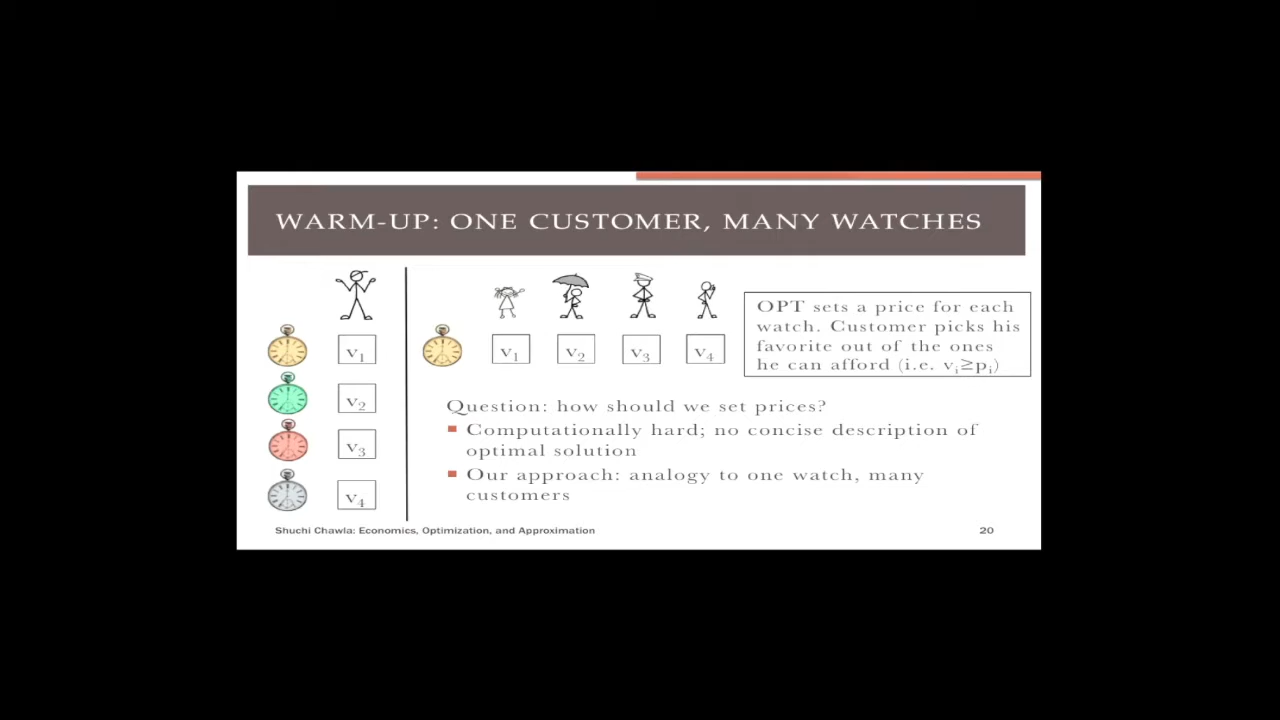 WARM-UP: ONE CUSTOMER, MANY WATCHES
v1
v2
v3
v4
v1 v2 v3 v4
OPT sets a price for each
watch. Customer picks his
favorite out of the ones
he can afford (i.e. vi≥pi)
Question: how should we set prices?
Computationally hard; no concise description of
optimal solution
Our approach: analogy to one watch, many
customers
Shuchi Chawla: Economics, Optimization, and Approximation
20